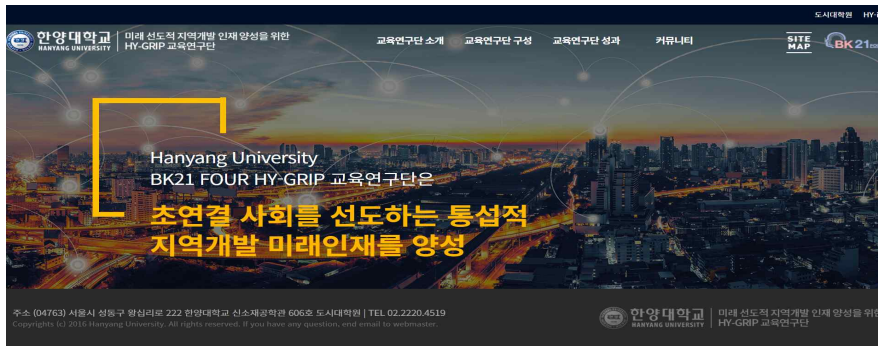 도시대학원 HY-
한양대학교
HANYANG UNIVERSITY
미래 선도적 지역개발 인재 양성을 위한
HY-GRIP 교육연구단
교육연구단 소개 교육연구단 구성 교육연구단 성과 커뮤니티
SITE
MAP
BK21
Hanyang University
BK21 FOUR HY-GRIP 교육연구단은
초연결 사회를 선도하는 통섭적
지역개발 미래인재를 양성
주소 (04763) 서울시 성동구 왕십리로 222 한양대학교 신소재공학관 606호 도시대학원 | TEL 02.2220.4519
Copyrights (c) 2016 Hanyang University. All rights reserved. If you have any question, end email to webmaster.
한양대학교
HANYANG UNIVERSITY
미래 선도적 지역개발 인재 양성을 위한
HY-GRIP 교육연구단